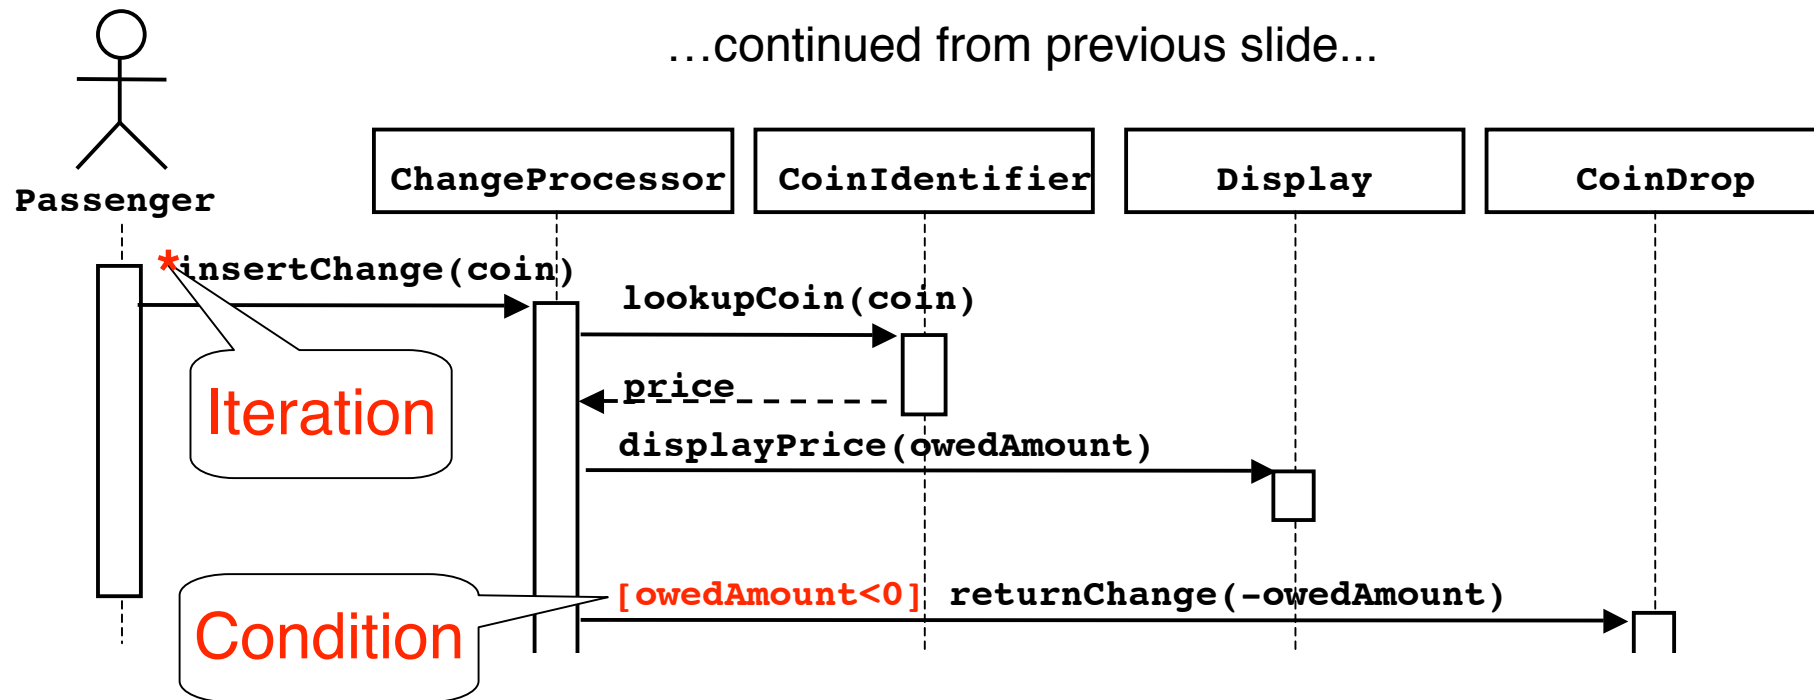 …continued from previous slide...
Passenger
ChangeProcessor
CoinIdentifier
Display
CoinDrop
*insertChange(coin)
lookupCoin(coin)
Iteration
price
displayPrice(owedAmount)
[owedAmount<0] returnChange(-owedAmount)
Condition